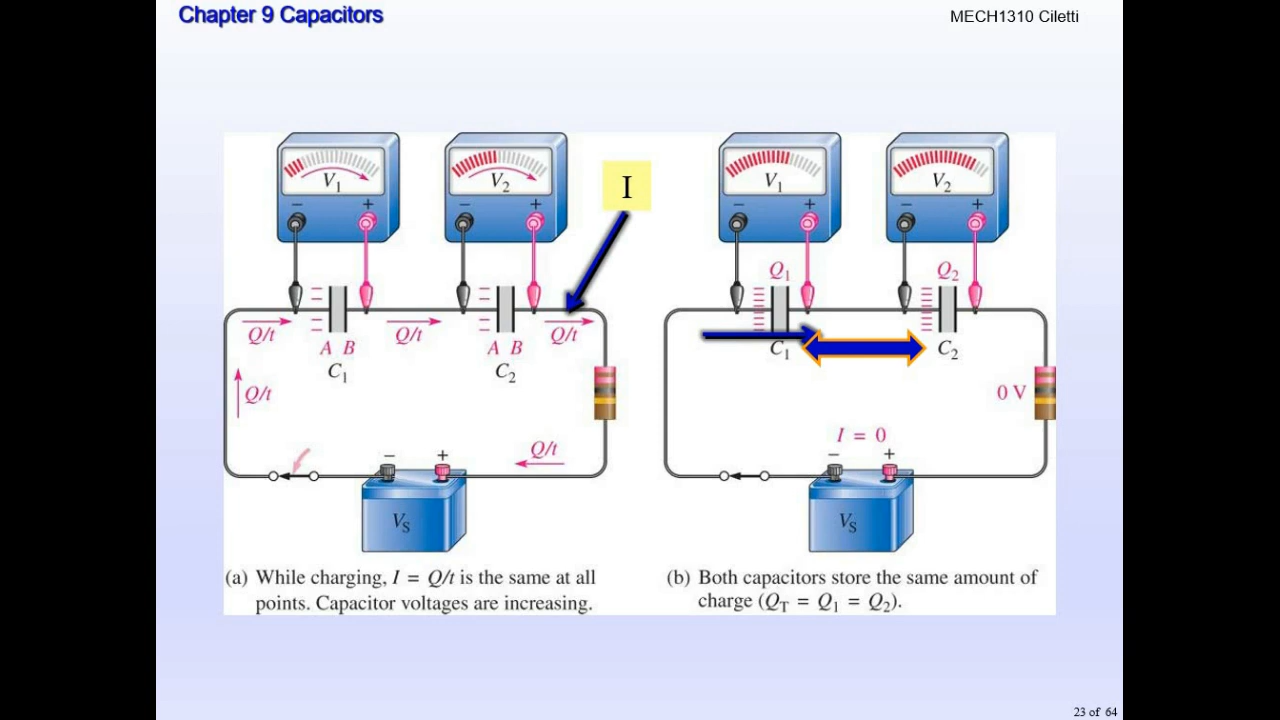 Chapter 9 Capacitors
MECH1310 Ciletti
V1
V2
I
V1
V2
− +
− +
− +
− +
Q1
Q2
Q/t
Q/t
Q/t
A B
A B
C1
C2
C1
C2
Q/t
0 V
I = 0
Q/t
− +
− +
VS
VS
(a) While charging, I = Q/t is the same at all
points. Capacitor voltages are increasing.
(b) Both capacitors store the same amount of
charge (QT = Q1 = Q2).
23 of 64